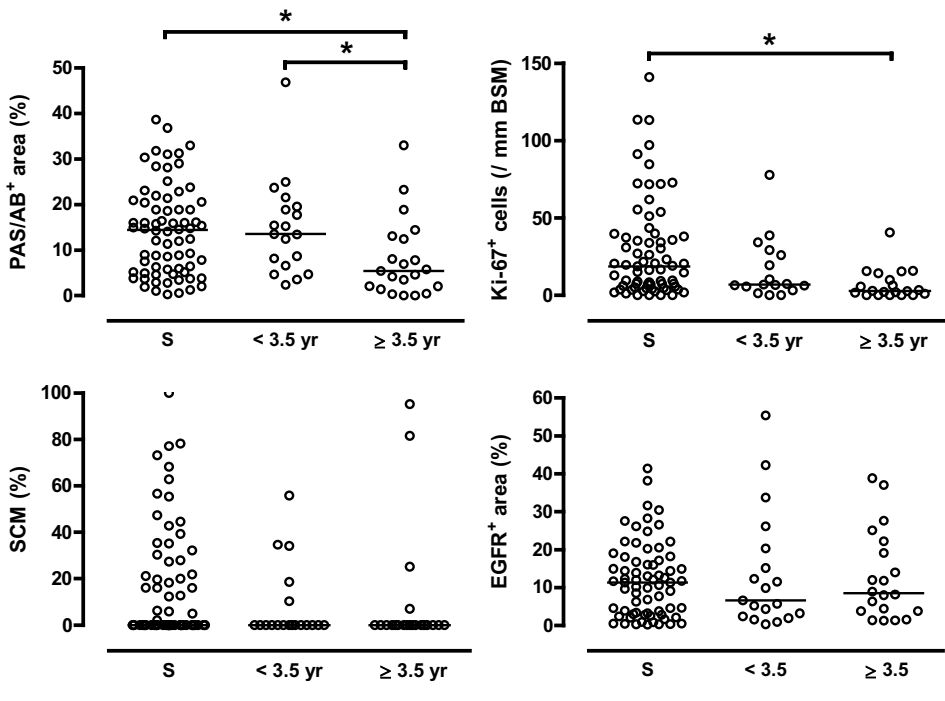 *
*
PAS/AB⁺ area (%)
50
40
30
20
10
0
S
< 3.5 yr
≥ 3.5 yr
*
Ki-67⁺ cells (/ mm BSM)
150
100
50
0
S
< 3.5 yr
≥ 3.5 yr
SCM (%)
100
80
60
40
20
0
S
< 3.5 yr
≥ 3.5 yr
EGFR⁺ area (%)
60
50
40
30
20
10
0
S
< 3.5
≥ 3.5